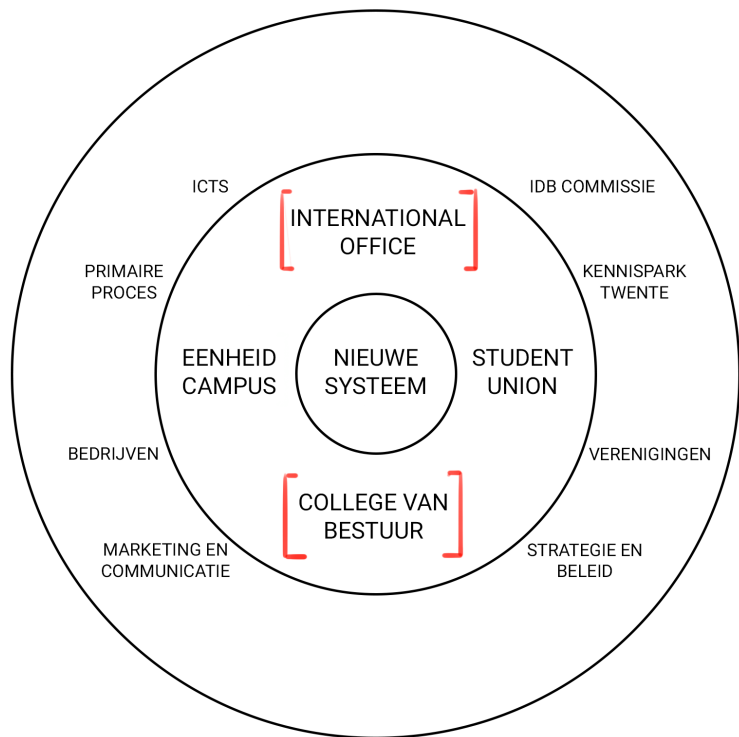 ICTS
IDB COMMISSIE
INTERNATIONAL
OFFICE
PRIMAIRE
PROCES
KENNISPARK
TWENTE
EENHEID
CAMPUS
NIEUWE
SYSTEEM
STUDENT
UNION
BEDRIJVEN
VERENIGINGEN
COLLEGE VAN
BESTUUR
MARKETING EN
COMMUNICATIE
STRATEGIE EN
BELEID